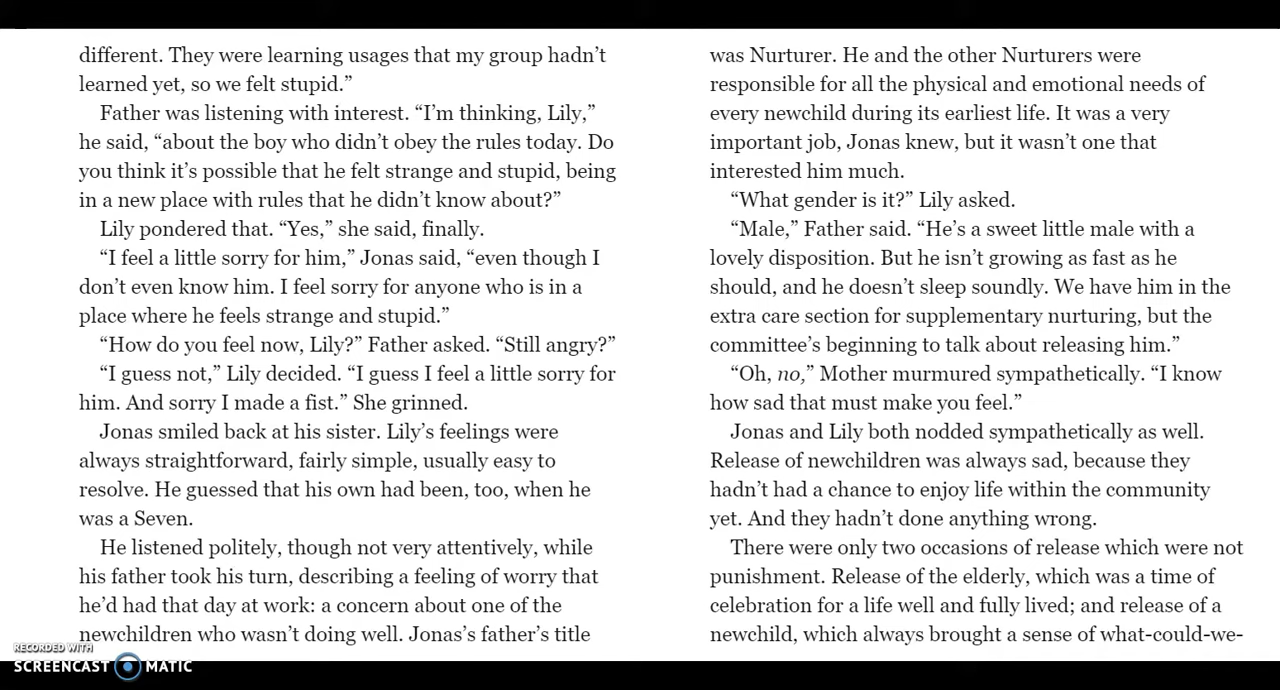 different. They were learning usages that my group hadn’t
learned yet, so we felt stupid.”
Father was listening with interest. “I’m thinking, Lily,”
he said, “about the boy who didn’t obey the rules today. Do
you think it’s possible that he felt strange and stupid, being
in a new place with rules that he didn’t know about?”
Lily pondered that. “Yes,” she said, finally.
“I feel a little sorry for him,” Jonas said, “even though I
don’t even know him. I feel sorry for anyone who is in a
place where he feels strange and stupid.”
“How do you feel now, Lily?” Father asked. “Still angry?”
“I guess not,” Lily decided. “I guess I feel a little sorry for
him. And sorry I made a fist.” She grinned.
Jonas smiled back at his sister. Lily’s feelings were
always straightforward, fairly simple, usually easy to
resolve. He guessed that his own had been, too, when he
was a Seven.
He listened politely, though not very attentively, while
his father took his turn, describing a feeling of worry that
he’d had that day at work: a concern about one of the
newchildren who wasn’t doing well. Jonas’s father’s title
was Nurturer. He and the other Nurturers were
responsible for all the physical and emotional needs of
every newchild during its earliest life. It was a very
important job, Jonas knew, but it wasn’t one that
interested him much.
“What gender is it?” Lily asked.
“Male,” Father said. “He’s a sweet little male with a
lovely disposition. But he isn’t growing as fast as he
should, and he doesn’t sleep soundly. We have him in the
extra care section for supplementary nurturing, but the
committee’s beginning to talk about releasing him.”
“Oh, no,” Mother murmured sympathetically. “I know
how sad that must make you feel.”
Jonas and Lily both nodded sympathetically as well.
Release of newchildren was always sad, because they
hadn’t had a chance to enjoy life within the community
yet. And they hadn’t done anything wrong.
There were only two occasions of release which were not
punishment. Release of the elderly, which was a time of
celebration for a life well and fully lived; and release of a
newchild, which always brought a sense of what-could-we-
RECORDED WITH
SCREENCAST MATIC